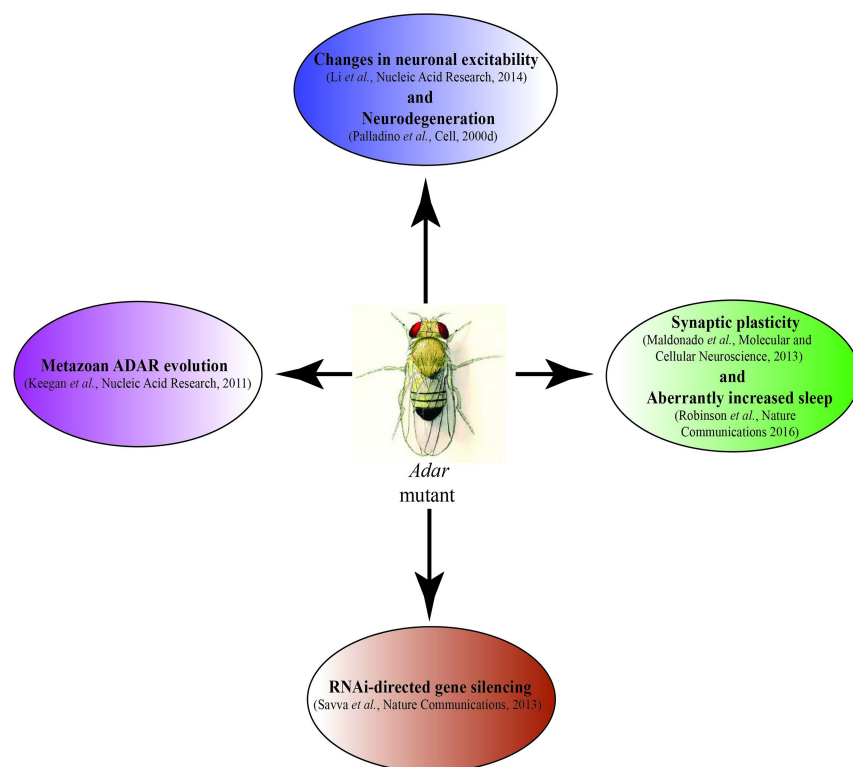 Changes in neuronal excitability
(Li et al., Nucleic Acid Research, 2014)
and
Neurodegeneration
(Palladino et al., Cell, 2000d)
Metazoan ADAR evolution
(Keegan et al., Nucleic Acid Research, 2011)
Synaptic plasticity
(Maldonado et al., Molecular and
Cellular Neuroscience, 2013)
and
Aberrantly increased sleep
(Robinson et al., Nature
Communications 2016)
Adar
mutant
RNAi-directed gene silencing
(Savva et al., Nature Communications, 2013)